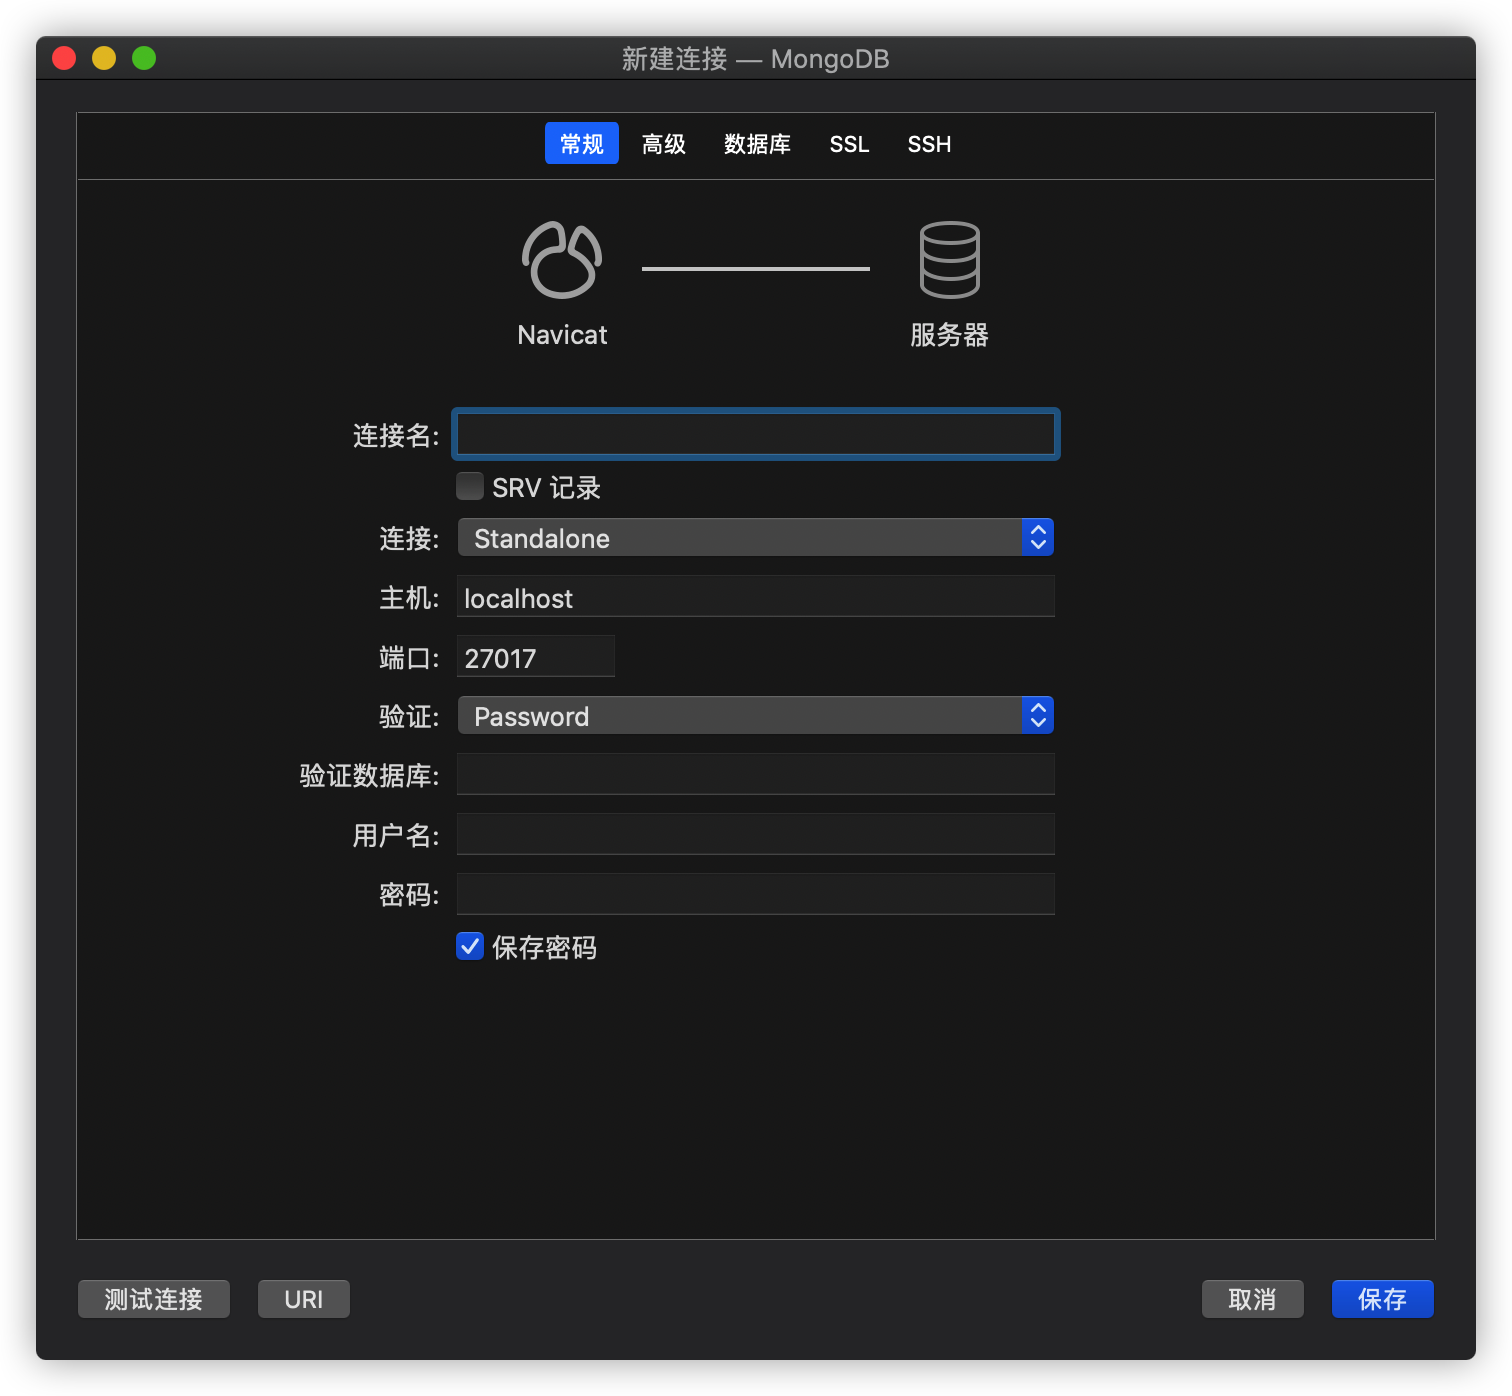 新建连接 — MongoDB
常规 高级 数据库 SSL SSH
Navicat 服务器
连接名:
SRV 记录
连接: Standalone
主机: localhost
端口: 27017
验证: Password
验证数据库:
用户名:
密码:
保存密码
测试连接 URI 取消 保存